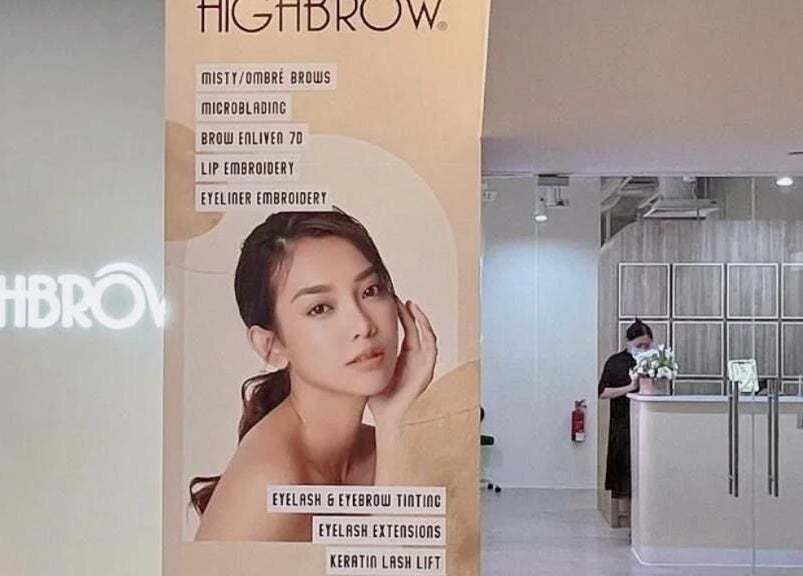 HIGHBROW®
MISTY/OMBRÉ BROWS
MICROBLADING
BROW ENLIVEN 7D
LIP EMBROIDERY
EYELINER EMBROIDERY
HBROW
EYELASH & EYEBROW TINTING
EYELASH EXTENSIONS
KERATIN LASH LIFT